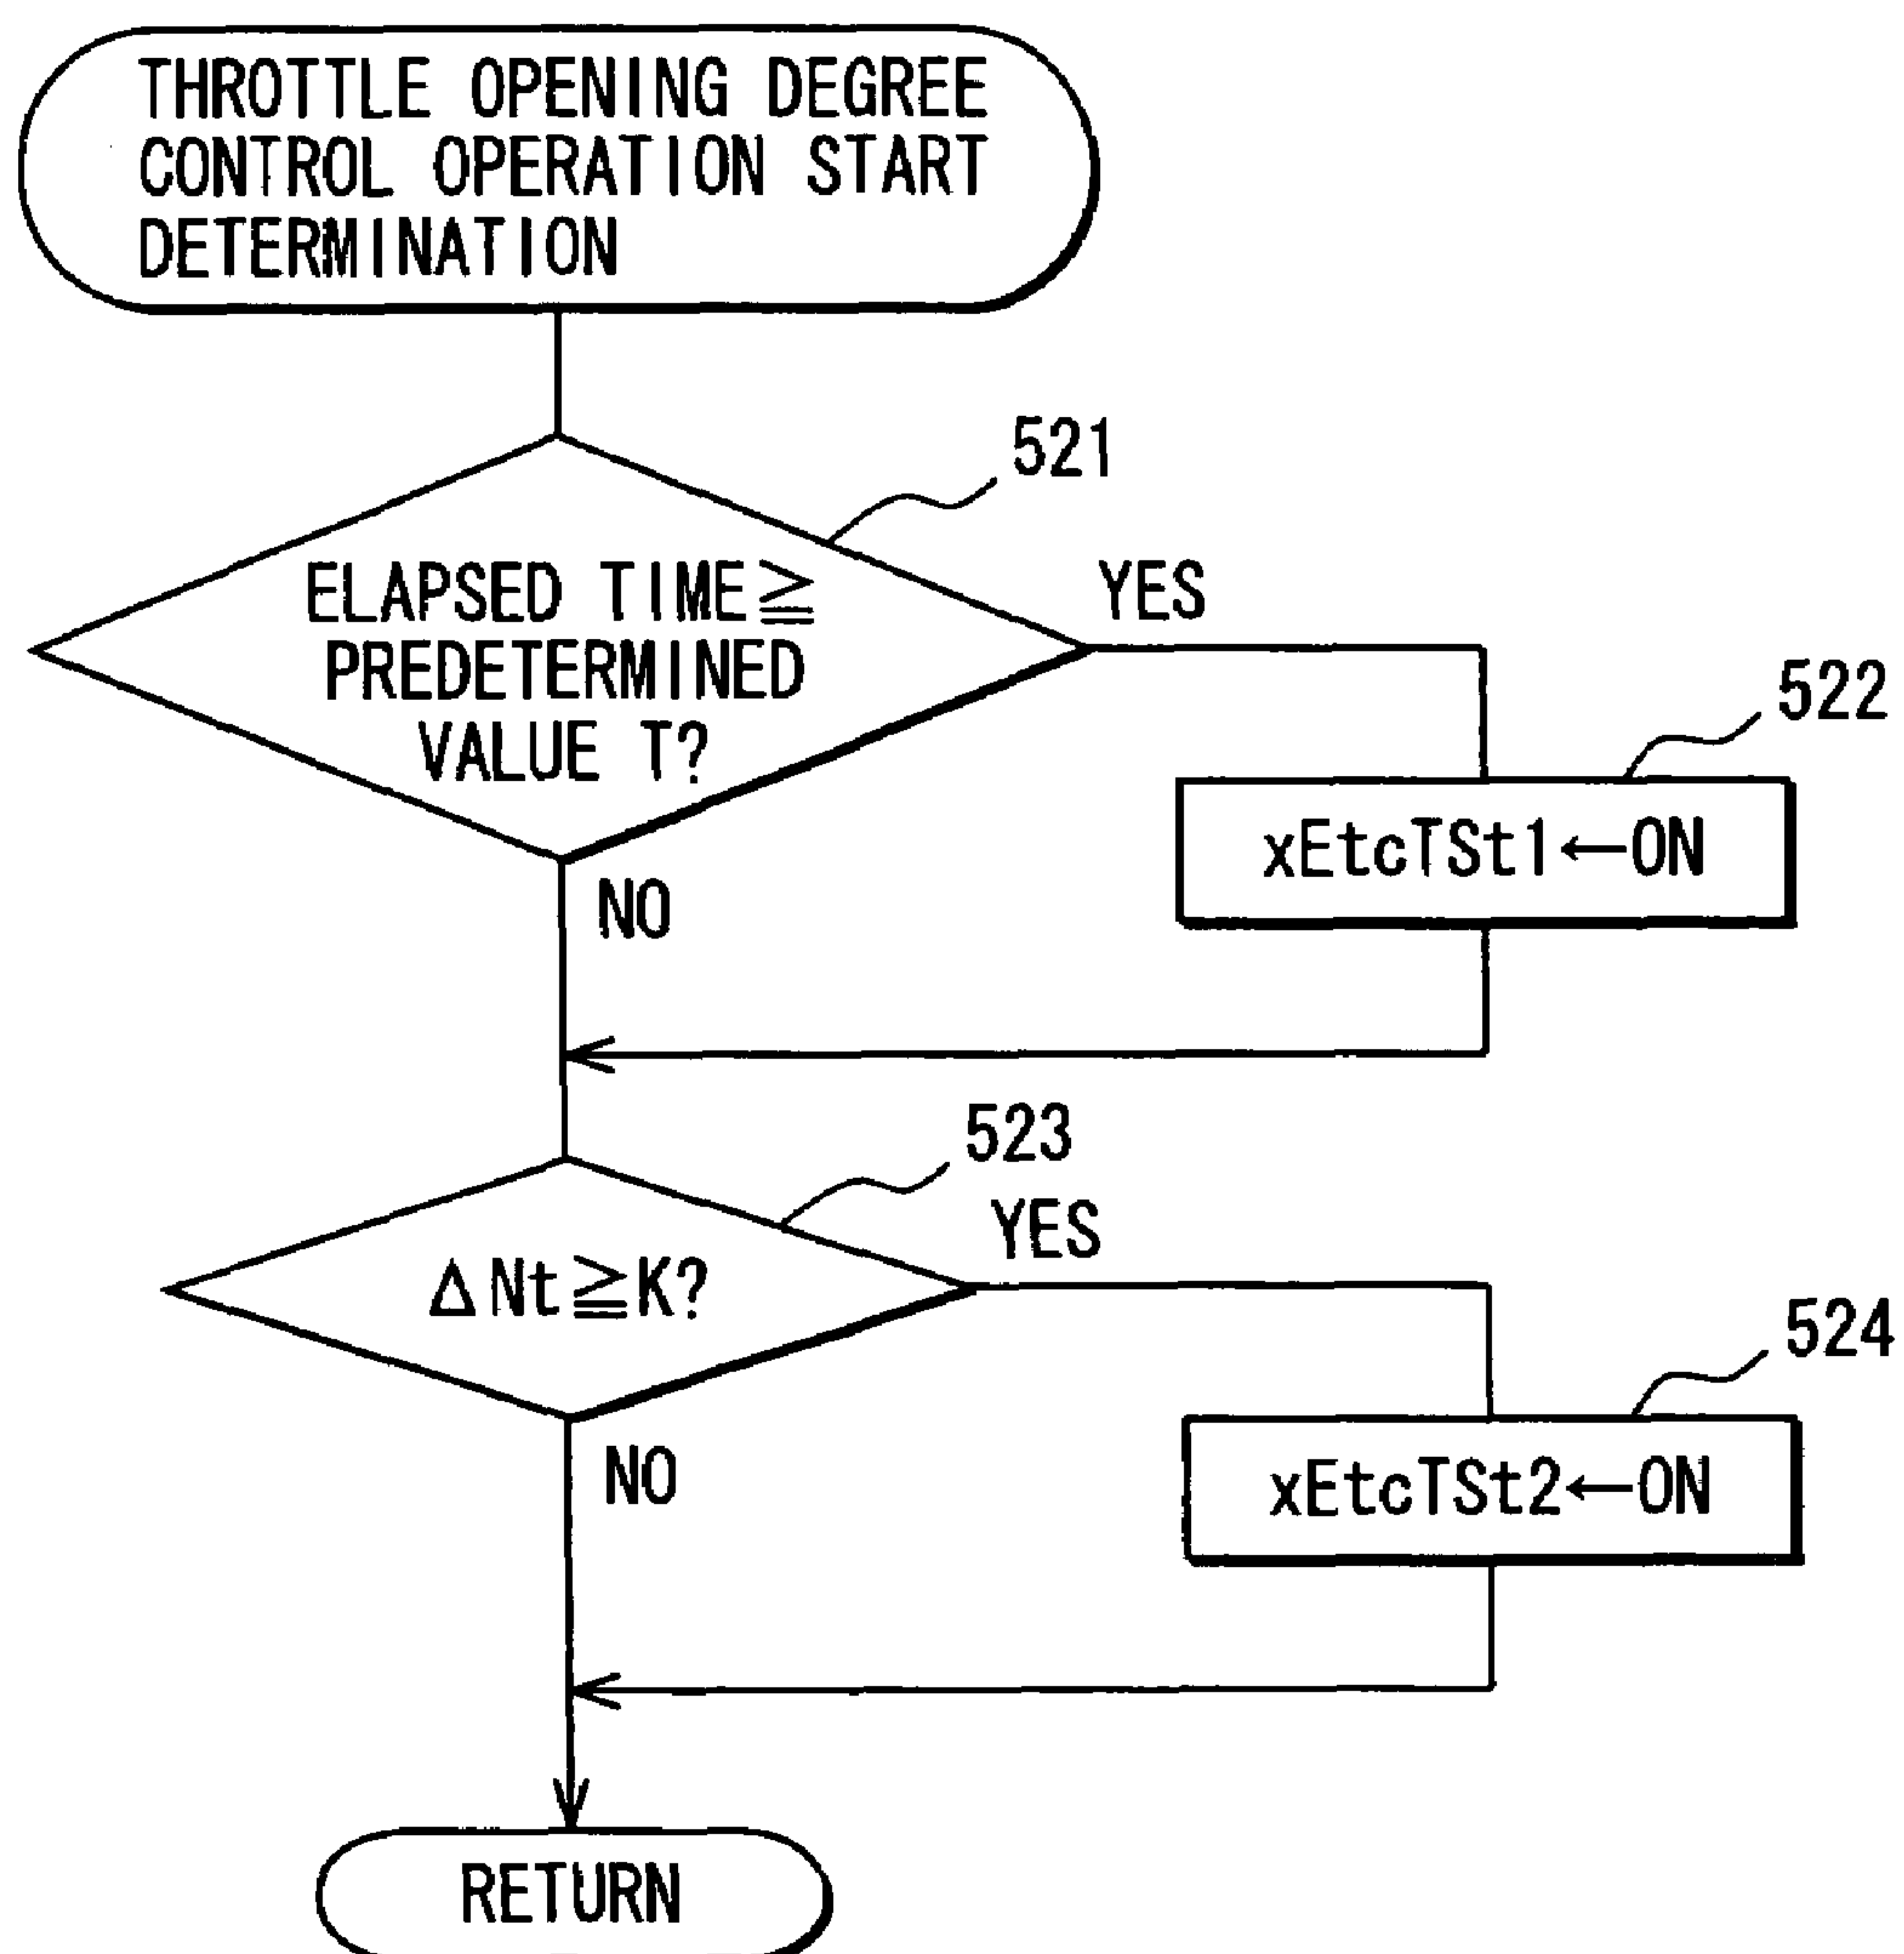 THROTTLE OPENING DEGREE
CONTROL OPERATION START
DETERMINATION
521
ELAPSED TIME≧
PREDETERMINED
VALUE T?
YES
522
xEtcTSt1←ON
NO
523
ΔNt≧K?
YES
524
xEtcTSt2←ON
NO
RETURN